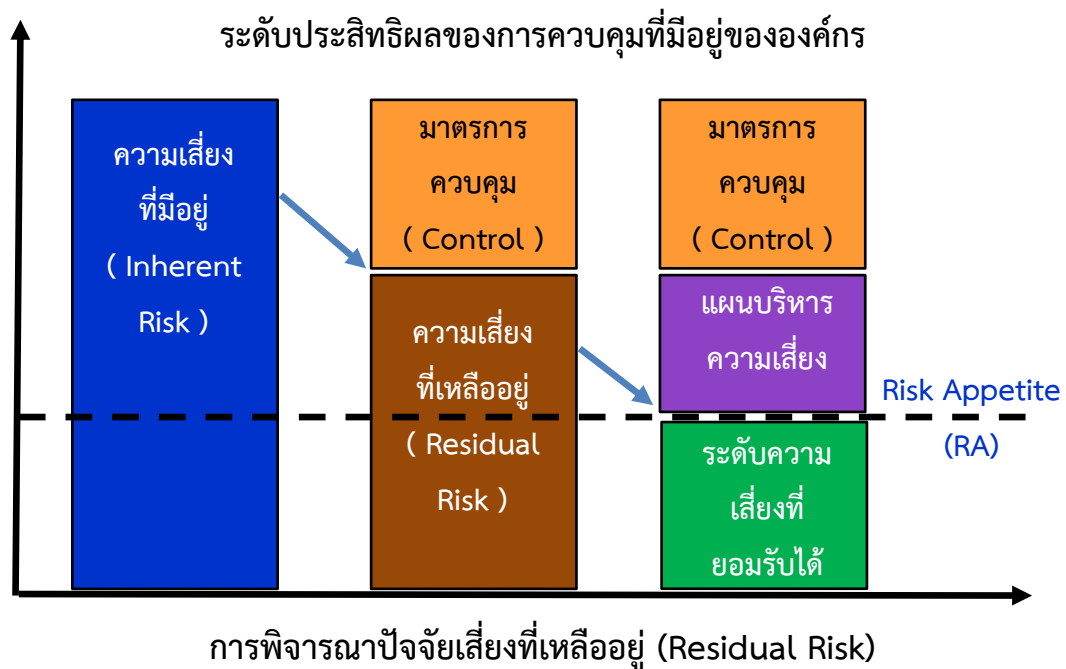 ระดับประสิทธิผลของการควบคุมที่มีอยู่ขององค์กร
ความเสี่ยง
ที่มีอยู่
( Inherent
Risk )
มาตรการ
ควบคุม
( Control )
ความเสี่ยง
ที่เหลืออยู่
( Residual
Risk )
มาตรการ
ควบคุม
( Control )
แผนบริหาร
ความเสี่ยง
ระดับความ
เสี่ยงที่
ยอมรับได้
Risk Appetite
(RA)
การพิจารณาปัจจัยเสี่ยงที่เหลืออยู่ (Residual Risk)